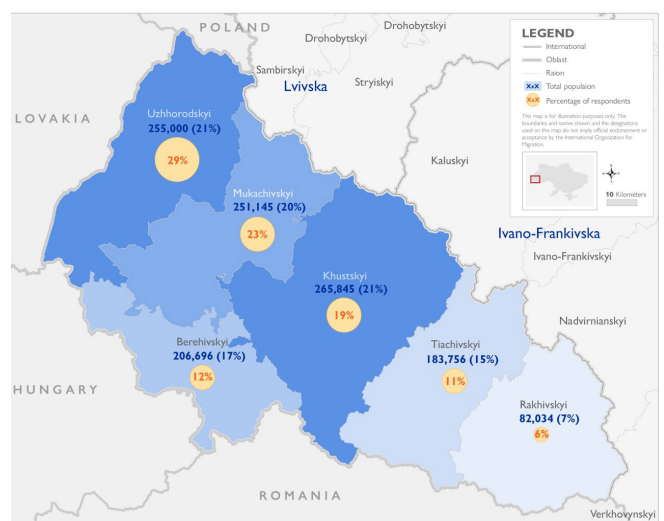 POLAND
Drohobytskyi
Drohobytskyi
Sambirskyi
Stryiskyi
Lvivska
LOVAKIA
Uzhhorodskyi
255,000 (21%)
29%
Kaluskyi
Mukachivskyi
251,145 (20%)
23%
Ivano-Frankivska
Ivano-Frankivskyi
Khustskyi
265,845 (21%)
19%
Nadvirnianskyi
Berehivskyi
206,696 (17%)
12%
Tiachivskyi
183,756 (15%)
11%
HUNGARY
Rakhivskyi
82,034 (7%)
6%
ROMANIA
Verkhovynskyi
LEGEND
International
Oblast
Raion
XxX Total populaion
XxX Percentage of respondents
This map is for illustration purposes only. The
boundaries and names shown and the designations
used on this map do not imply official endorsement or
acceptance by the International Organization for
Migration.
10 Kilometers